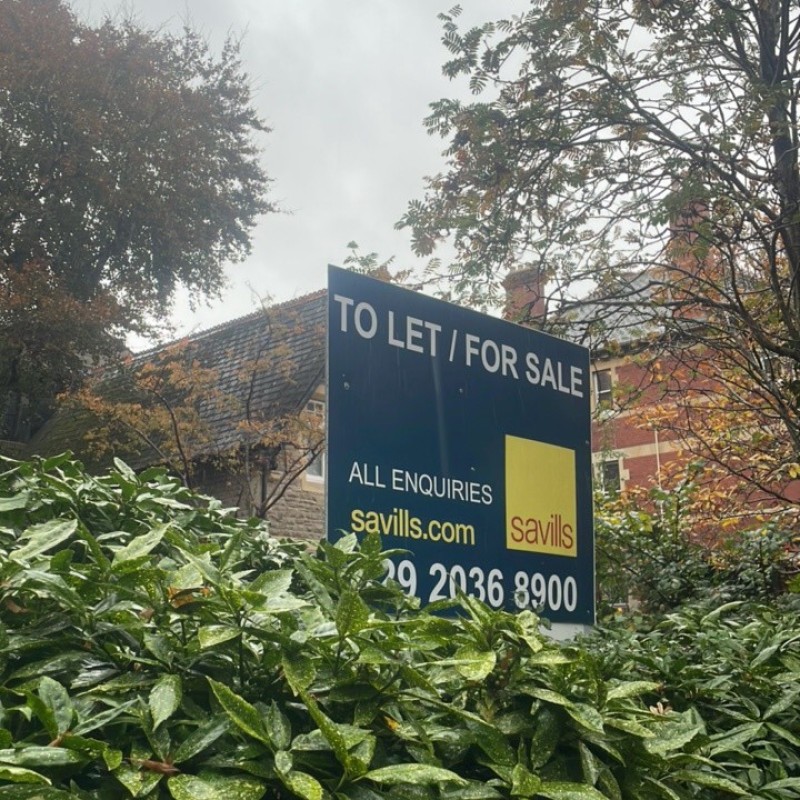 TO LET / FOR SALE
ALL ENQUIRIES
savills.com
savills
29 2036 8900